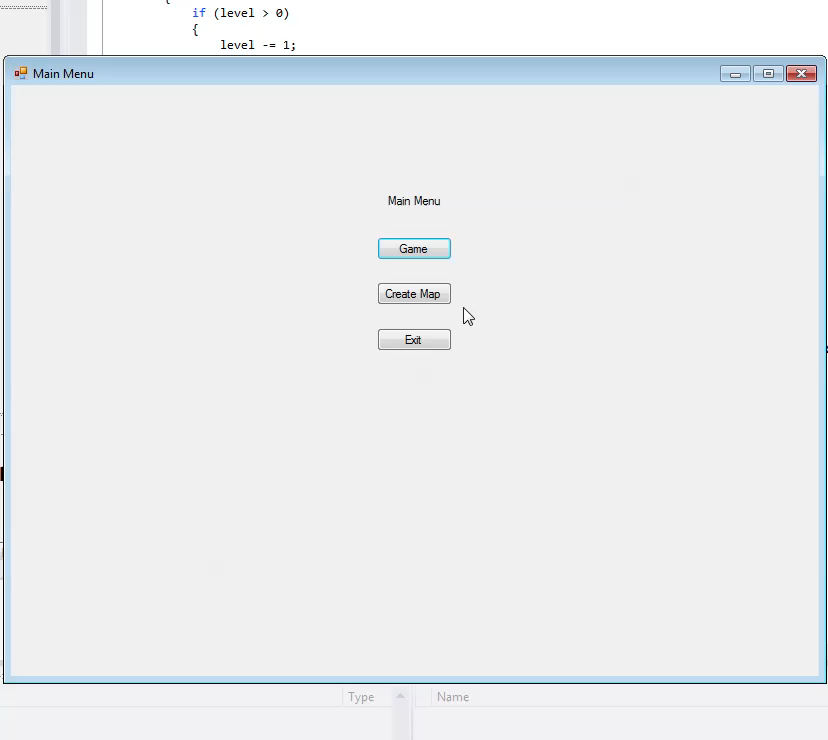 if (level > 0)
{
level -= 1;
Main Menu
Main Menu
Game
Create Map
Exit
Type
Name